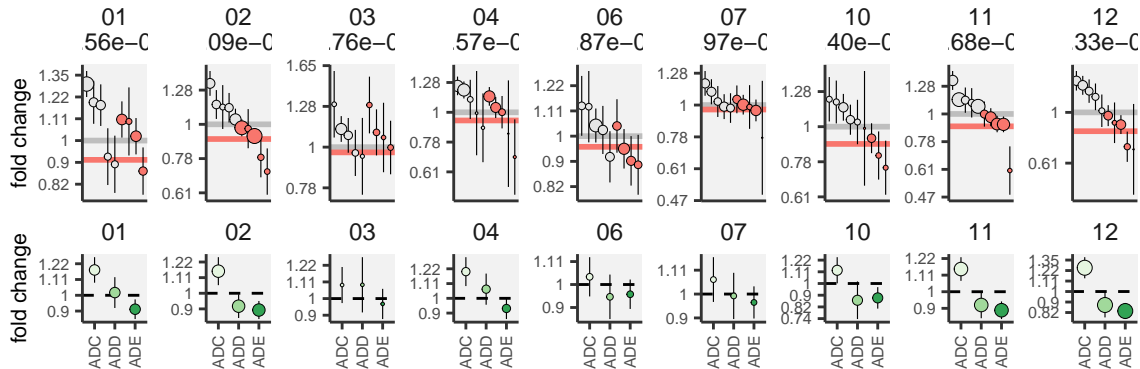 01 02 03 04 06 07 10 11 12
.56e−0 .09e−0 .76e−0 .57e−0 .87e−0 .97e−0 .40e−0 .68e−0 .33e−0
fold change
1.35 1.22 1.11 1 0.9 0.82
1.28 1 0.78 0.61
1.65 1.28 1 0.78
1.28 1 0.78 0.61
1.22 1.11 1 0.9 0.82
1.28 1 0.78 0.61 0.47
1.28 1 0.78 0.61
1.28 1 0.78 0.61 0.47
1 0.61
01 02 03 04 06 07 10 11 12
fold change
1.22 1.11 1 0.9
1.22 1.11 1 0.9
1.22 1.11 1 0.9
1.22 1.11 1 0.9
1.11 1 0.9
1.11 1 0.9
1.22 1.11 1 0.9 0.82 0.74
1.22 1.11 1 0.9
1.35 1.22 1.11 1 0.9 0.82
ADC ADD ADE ADC ADD ADE ADC ADD ADE ADC ADD ADE ADC ADD ADE ADC ADD ADE ADC ADD ADE ADC ADD ADE ADC ADD ADE